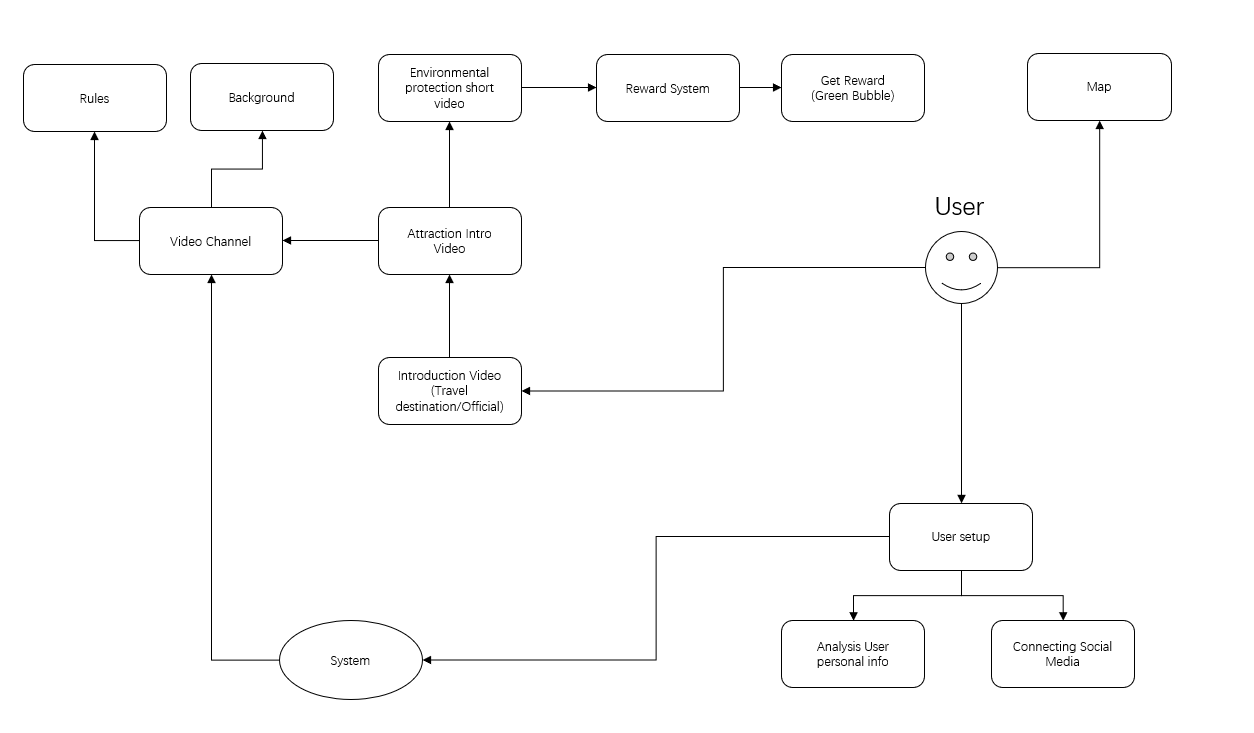 Rules
Background
Environmental
protection short
video
Reward System
Get Reward
(Green Bubble)
Map
User
Video Channel
Attraction Intro
Video
Introduction Video
(Travel
destination/Official)
User setup
System
Analysis User
personal info
Connecting Social
Media